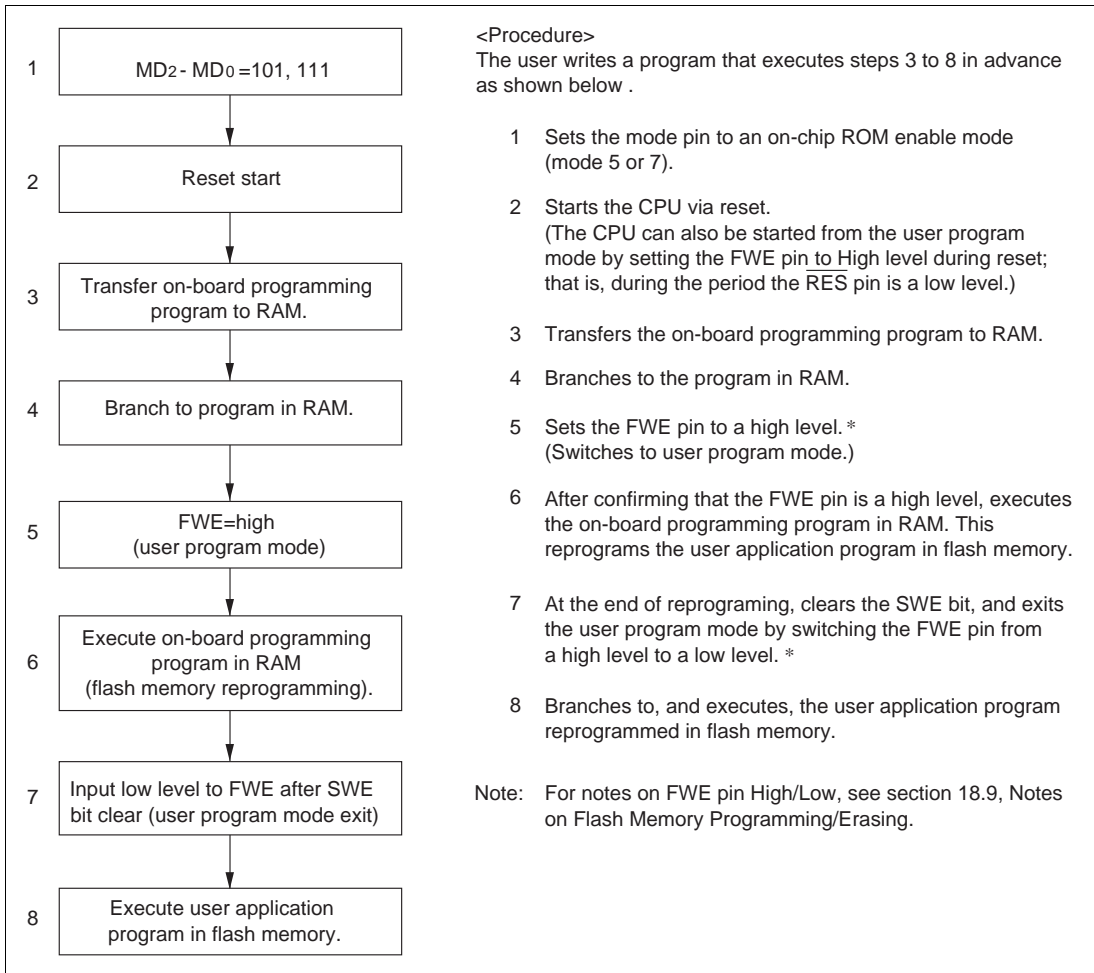 1
MD2 - MD0 =101, 111
2
Reset start
3
Transfer on-board programming
program to RAM.
4
Branch to program in RAM.
5
FWE=high
(user program mode)
6
Execute on-board programming
program in RAM
(flash memory reprogramming).
7
Input low level to FWE after SWE
bit clear (user program mode exit)
8
Execute user application
program in flash memory.
<Procedure>
The user writes a program that executes steps 3 to 8 in advance
as shown below .
1 Sets the mode pin to an on-chip ROM enable mode
(mode 5 or 7).
2 Starts the CPU via reset.
(The CPU can also be started from the user program
mode by setting the FWE pin to High level during reset;
that is, during the period the RES pin is a low level.)
3 Transfers the on-board programming program to RAM.
4 Branches to the program in RAM.
5 Sets the FWE pin to a high level. *
(Switches to user program mode.)
6 After confirming that the FWE pin is a high level, executes
the on-board programming program in RAM. This
reprograms the user application program in flash memory.
7 At the end of reprograming, clears the SWE bit, and exits
the user program mode by switching the FWE pin from
a high level to a low level. *
8 Branches to, and executes, the user application program
reprogrammed in flash memory.
Note: For notes on FWE pin High/Low, see section 18.9, Notes
on Flash Memory Programming/Erasing.